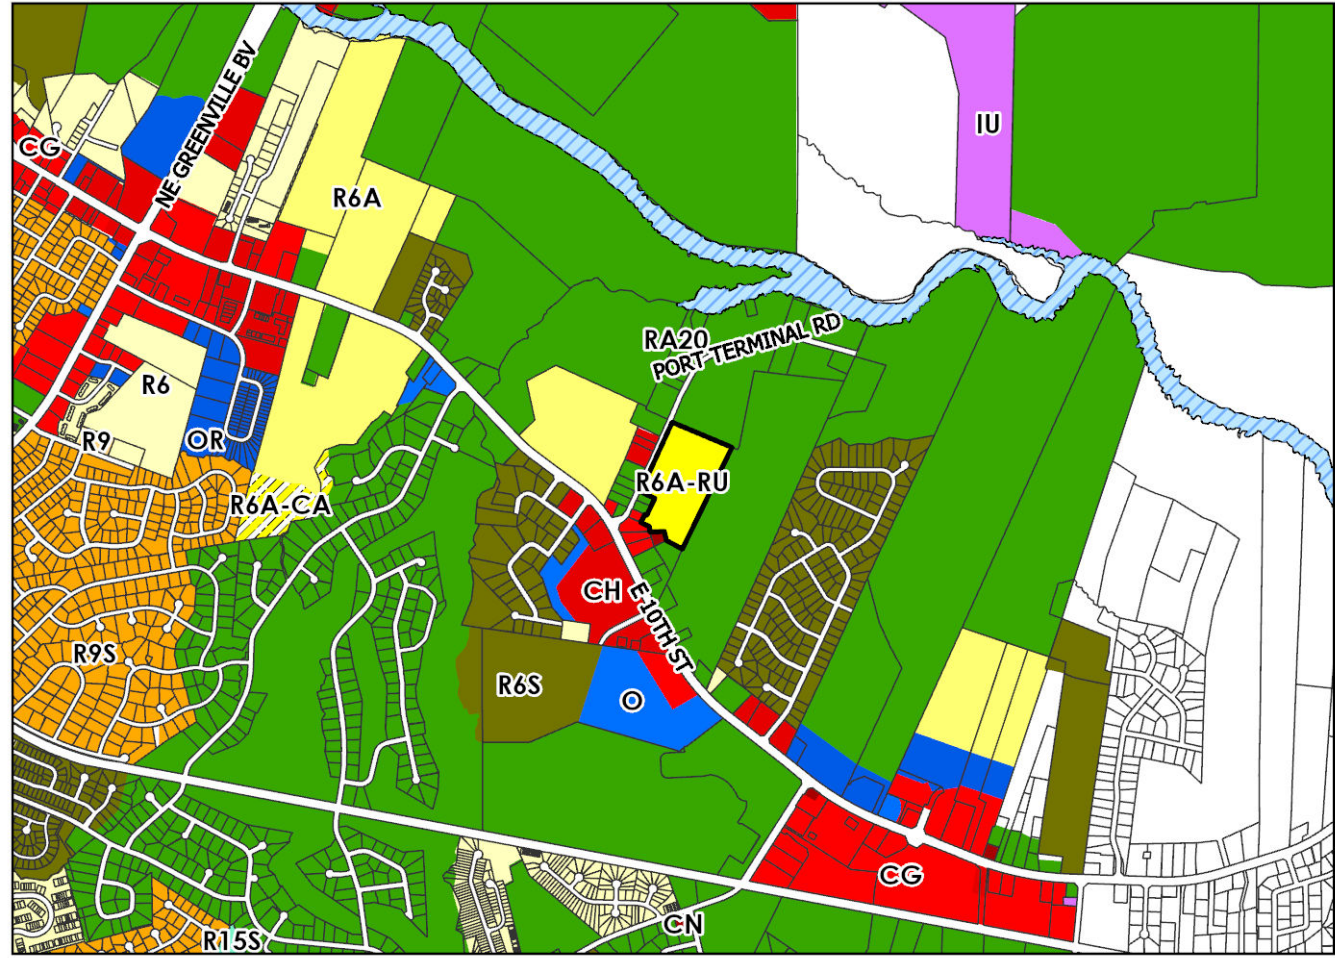 IU
CG
NE GREENVILLE BV
R6A
RA20
PORT TERMINAL RD
R6
R9
OR
R6A-RU
R6A-CA
CH
E 10TH ST
R9S
R6S
O
CG
CN
R15S